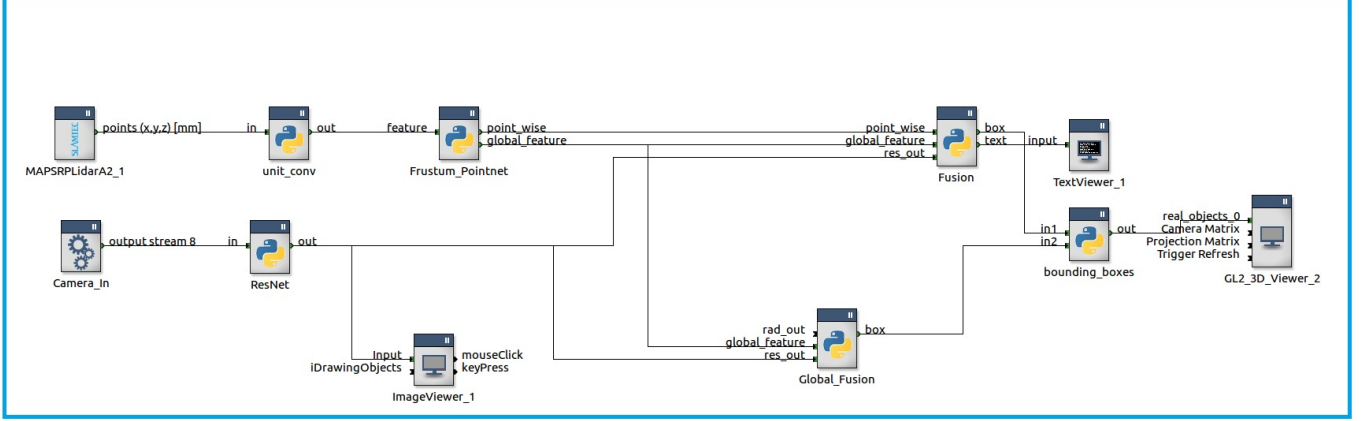 SLAMTEC
points (x,y,z) [mm]
MAPSRPLidarA2_1
in
out
unit_conv
feature
point_wise
global_feature
Frustum_Pointnet
point_wise
global_feature
res_out
box
text
Fusion
input
TextViewer_1
output stream 8
Camera_In
in
out
ResNet
in1
in2
out
bounding_boxes
real_objects_0
Camera Matrix
Projection Matrix
Trigger Refresh
GL2_3D_Viewer_2
Input
iDrawingObjects
mouseClick
keyPress
ImageViewer_1
rad_out
global_feature
res_out
box
Global_Fusion